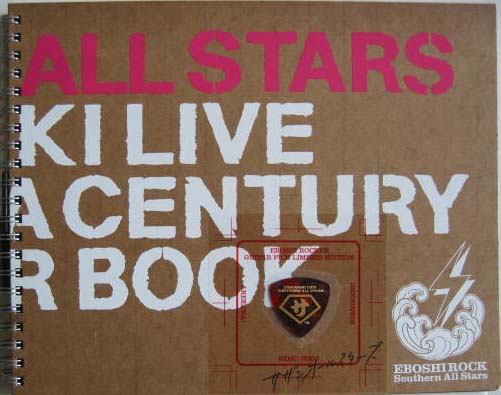 ALL STARS
KI LIVE
A CENTURY
R BOOK
EBOSHI ROCKER
GUITAR PICK LIMITED EDITION
サ
サザンオールスターズ
EBOSHI ROCK
Southern All Stars